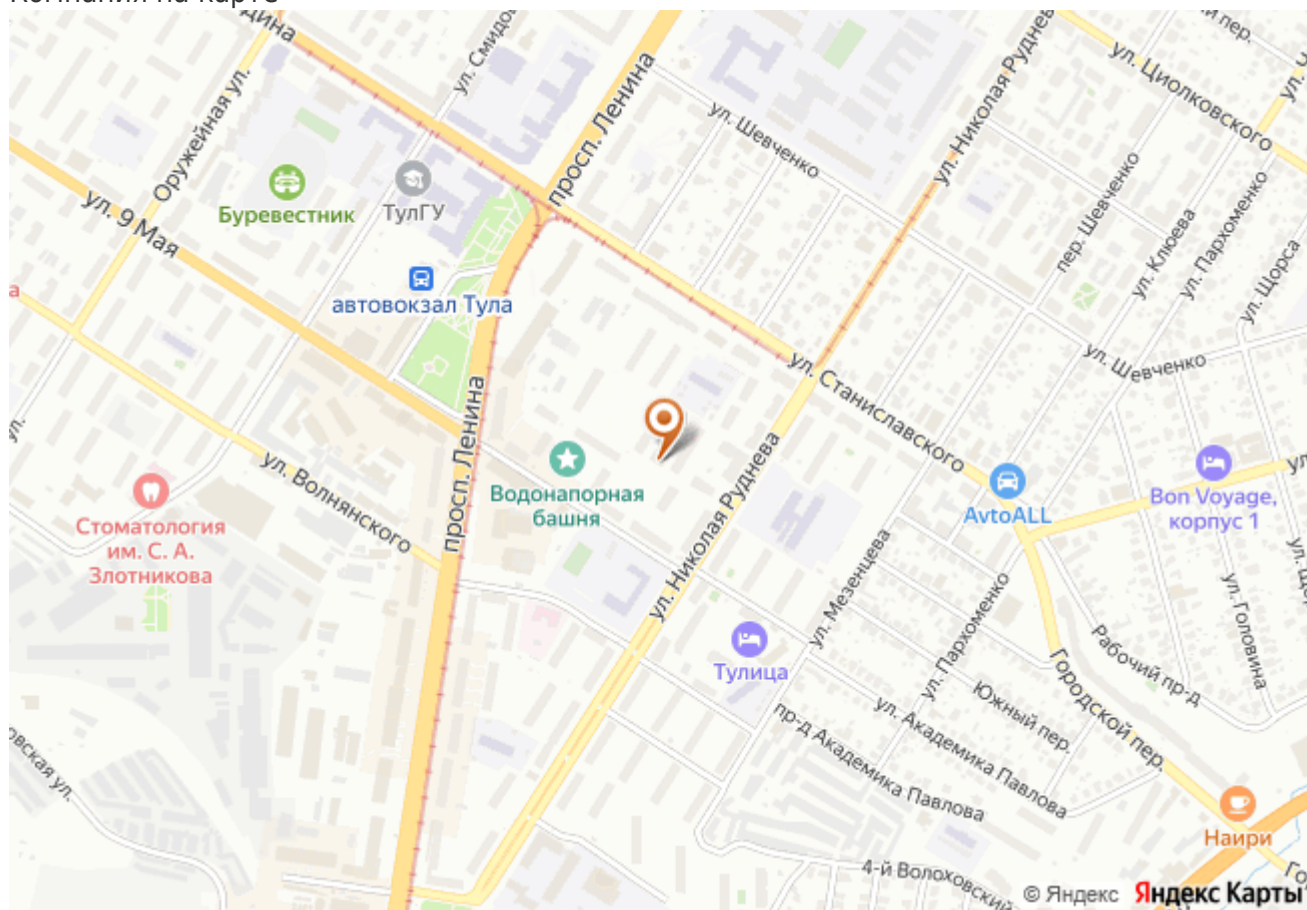 ул. Смидо
просп. Ленина
ул. Николая Руднев
пер.
ул. Циолковского
Оружейная ул.
ул. Шевченко
пер. Шевченко
ул. Клюева
ул. Пархоменко
ул. Щорса
Буревестник
ТулГУ
ул. 9 Мая
автовокзал Тула
ул. Шевченко
ул. Станиславского
просп. Ленина
ул. Волнянского
Водонапорная
башня
ул. Николая Руднева
AvtoALL
Bon Voyage,
корпус 1
Стоматология
им. С. А.
Злотникова
ул. Мезенцева
ул. Пархоменко
ул. Головина
Рабочий пр-д
Тулица
Городской пер.
Южный пер.
ул. Академика Павлова
пр-д Академика Павлова
Наири
4-й Волоховский
© Яндекс Яндекс Карты